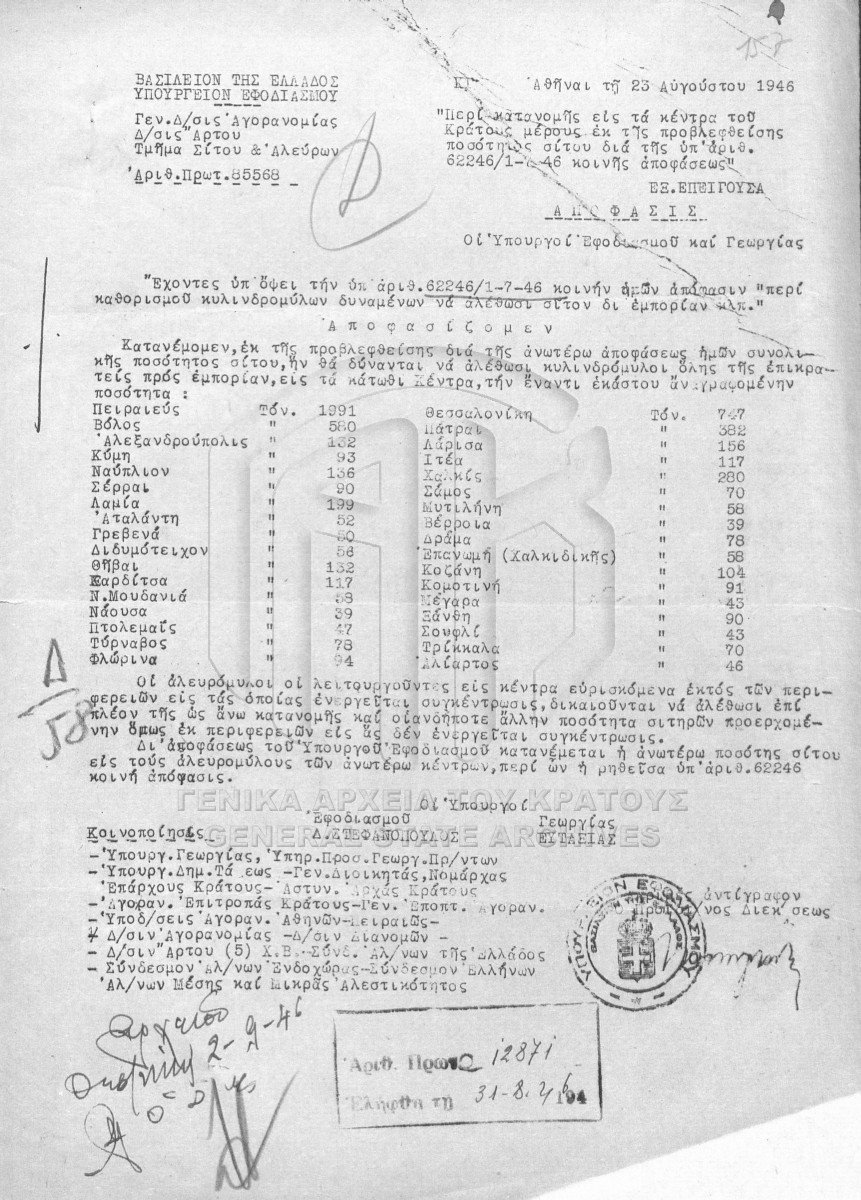 157
ΒΑΣΙΛΕΙΟΝ ΤΗΣ ΕΛΛΑΔΟΣ
ΥΠΟΥΡΓΕΙΟΝ ΕΦΟΔΙΑΣΜΟΥ
Γεν.Δ/σις Ἀγορανομίας
Δ/σις Ἄρτου
Τμῆμα Σίτου & Ἀλεύρων
Ἀριθ.Πρωτ.85568
Ἀθῆναι τῇ 23 Αὐγούστου 1946
"Περί κατανομῆς εἰς τά κέντρα τοῦ
Κράτους μέρους ἐκ τῆς προβλεφθείσης
ποσότητος σίτου διά τῆς ὑπ' ἀριθ.
62246/1-7-46 κοινῆς ἀποφάσεως"
ΕΞ.ΕΠΕΙΓΟΥΣΑ
Α Π Ο Φ Α Σ Ι Σ
Οἱ Ὑπουργοί Ἐφοδιασμοῦ καί Γεωργίας
Ἔχοντες ὑπ' ὄψει τήν ὑπ' ἀριθ.62246/1-7-46 κοινήν ἡμῶν ἀπόφασιν "περί
καθορισμοῦ κυλινδρομύλων δυναμένων νά ἀλέθωσι σῖτον δι' ἐμπορίαν κλπ."
Ἀ π ο φ α σ ί ζ ο μ ε ν
Κατανέμομεν,ἐκ τῆς προβλεφθείσης διά τῆς ἀνωτέρω ἀποφάσεως ἡμῶν συνολι-
κῆς ποσότητος σίτου,ἥν θά δύνανται νά ἀλέθωσι κυλινδρόμυλοι ὅλης τῆς ἐπικρα-
τείς πρός ἐμπορίαν,εἰς τά κάτωθι Κέντρα,τήν ἔναντι ἑκάστου ἀναγραφομένην
ποσότητα :
Πειραιεύς Τόν. 1991 Θεσσαλονίκη Τόν. 747
Βόλος " 580 Πάτραι " 382
Ἀλεξανδρούπολις " 132 Λάρισα " 156
Κύμη " 93 Ἰτέα " 117
Ναύπλιον " 136 Χαλκίς " 280
Σέρραι " 90 Σάμος " 70
Λαμία " 199 Μυτιλήνη " 58
Ἀταλάντη " 52 Βέρροια " 39
Γρεβενά " Δράμα " 78
Διδυμότειχον " Ἐπανωμή (Χαλκιδικῆς) " 58
Θῆβαι " 132 Κοζάνη " 104
Καρδίτσα " 117 Κομοτινή " 91
Ν.Μουδανιά " Μέγαρα " 43
Νάουσα " 39 Ξάνθη " 90
Πτολεμαΐς " 47 Σουφλί " 43
Τύρναβος " 78 Τρίκκαλα " 70
Φλώρινα " 94 Ἀλίαρτος " 46
Οἱ ἀλευρόμυλοι οἱ λειτουργοῦντες εἰς κέντρα εὑρισκόμενα ἐκτός τῶν περι-
φερειῶν εἰς τάς ὁποίας ἐνεργεῖται συγκέντρωσις,δικαιοῦνται νά ἀλέθωσι ἐπί
πλέον τῆς ὡς ἄνω κατανομῆς καί οἱανδήποτε ἄλλην ποσότητα σιτηρῶν προερχομέ-
νην ὅμως ἐκ περιφερειῶν εἰς ἅς δέν ἐνεργεῖται συγκέντρωσις.
Δι' ἀποφάσεως τοῦ Ὑπουργοῦ Ἐφοδιασμοῦ κατανέμεται ἡ ἀνωτέρω ποσότης σίτου
εἰς τούς ἀλευρομύλους τῶν ἀνωτέρω κέντρων,περί ὧν ἡ ρηθεῖσα ὑπ' ἀριθ.62246
κοινή ἀπόφασις.
Δ/58
Οἱ Ὑπουργοί
Ἐφοδιασμοῦ Γεωργίας
Δ.ΣΤΕΦΑΝΟΠΟΥΛΟΣ ΕΥΤΑΞΙΑΣ
ΓΕΝΙΚΑ ΑΡΧΕΙΑ ΤΟΥ ΚΡΑΤΟΥΣ
GENERAL STATE ARCHIVES
Κοινοποίησις
-Ὑπουργ.Γεωργίας,Ὑπηρ.Προσ.Γεωργ.Πρ/ντων
-Ὑπουργ.Δημ.Τάξεως -Γεν.Διοικητάς,Νομάρχας
Ἐπάρχους Κράτους-Ἀστυν.Ἀρχάς Κράτους
-Ἀγοραν.Ἐπιτροπάς Κράτους-Γεν.Ἐποπτ.Ἀγοραν.
-Ὑποδ/σεις Ἀγοραν.Ἀθηνῶν-Πειραιῶς-
Δ/σιν Ἀγορανομίας -Δ/σιν Διανομῶν -
- Δ/σιν Ἄρτου (5) Χ.Β.-Σύνδ.Ἀλ/νων τῆς Ἑλλάδος
- Σύνδεσμον Ἀλ/νων Ἐνδοχώρας-Σύνδεσμον Ἑλλήνων
Ἀλ/νων Μέσης καί Μικρᾶς Ἀλεστικότητος
ἀντίγραφον
ΥΠΟΥΡΓΕΙΟΝ ΕΦΟΔΙΑΣΜΟΥ
Ἀριθ. Πρωτ. 12871
Ἐλήφθη τῇ 31-8-46 194
2-9-46